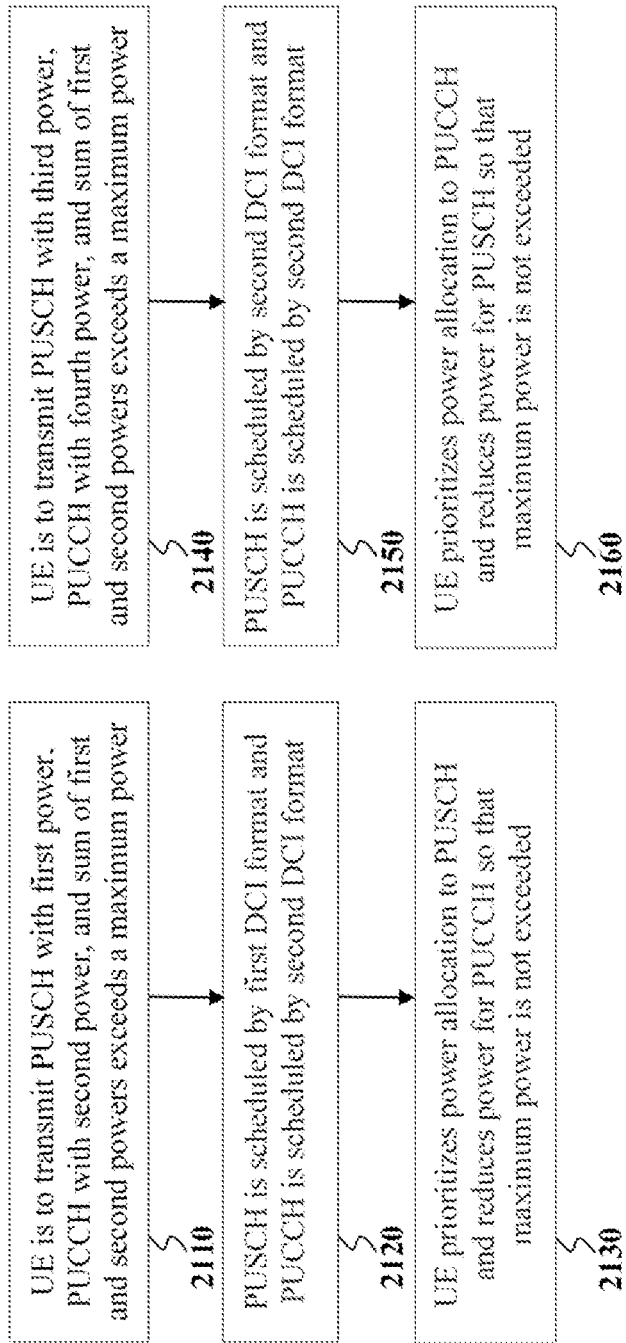 UE is to transmit PUSCH with first power,
PUCCH with second power, and sum of first
and second powers exceeds a maximum power
2110
PUSCH is scheduled by first DCI format and
PUCCH is scheduled by second DCI format
2120
UE prioritizes power allocation to PUSCH
and reduces power for PUCCH so that
maximum power is not exceeded
2130
UE is to transmit PUSCH with third power,
PUCCH with fourth power, and sum of first
and second powers exceeds a maximum power
2140
PUSCH is scheduled by second DCI format and
PUCCH is scheduled by second DCI format
2150
UE prioritizes power allocation to PUCCH
and reduces power for PUSCH so that
maximum power is not exceeded
2160